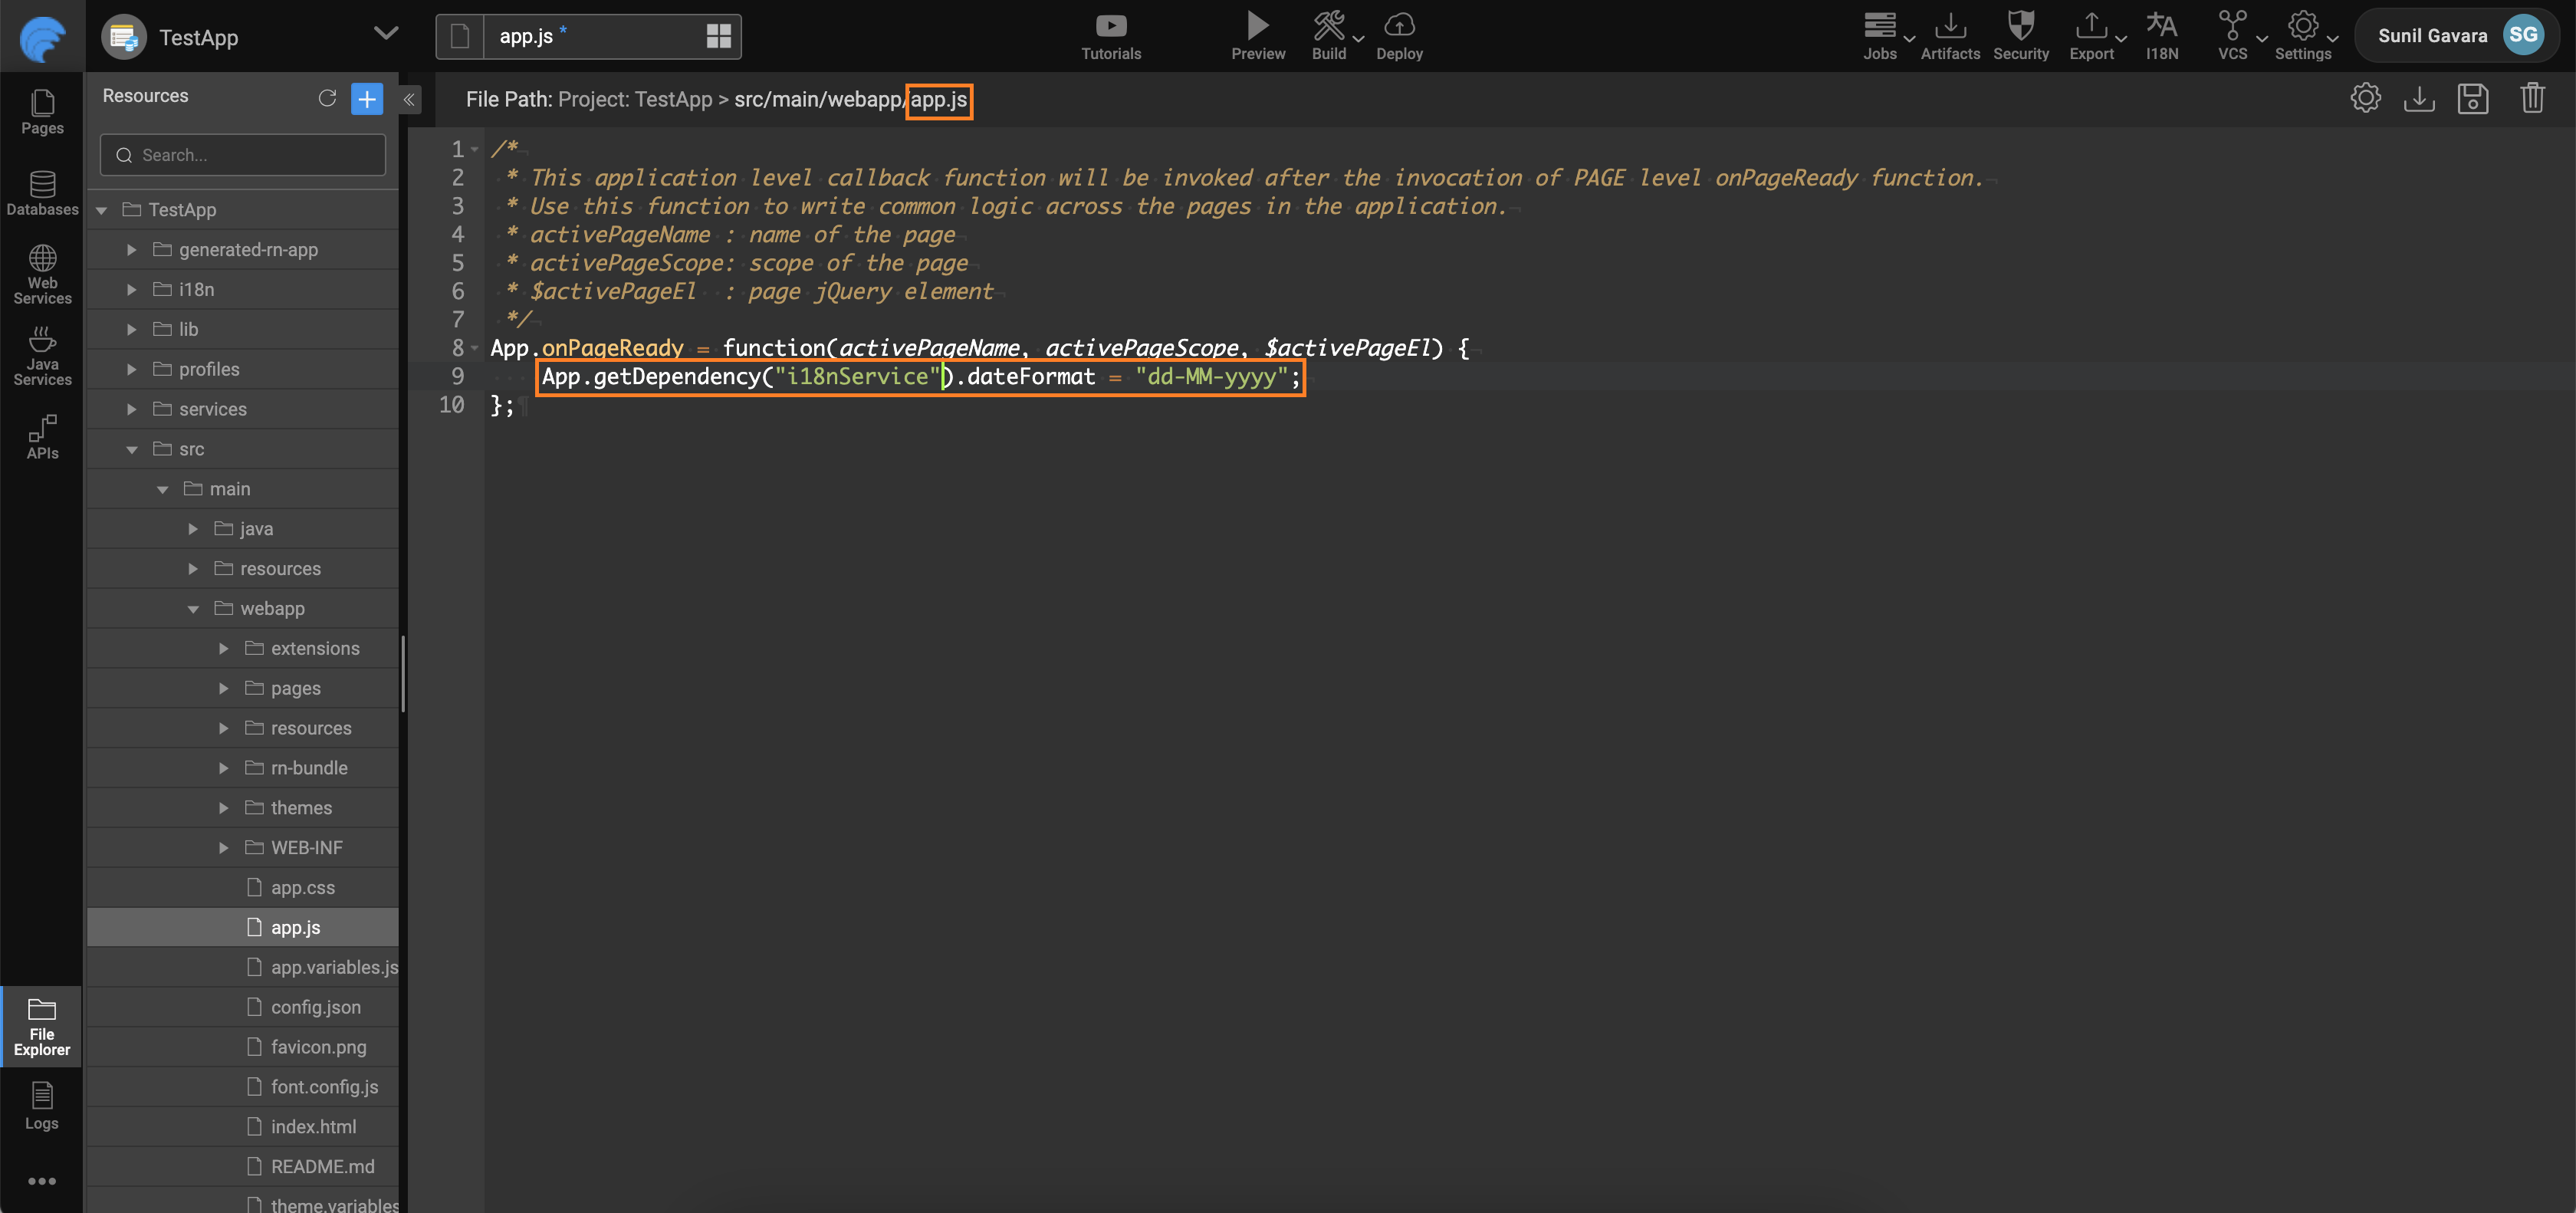 TestApp
app.js *
Tutorials
Preview
Build
Deploy
Jobs
Artifacts
Security
Export
I18N
VCS
Settings
Sunil Gavara
SG
Resources
File Path: Project: TestApp > src/main/webapp/app.js
Pages
Search...
Databases
Web
Services
Java
Services
APIs
File
Explorer
Logs
TestApp
generated-rn-app
i18n
lib
profiles
services
src
main
java
resources
webapp
extensions
pages
resources
rn-bundle
themes
WEB-INF
app.css
app.js
app.variables.js
config.json
favicon.png
font.config.js
index.html
README.md
theme.variables
1 /*
2 * This application level callback function will be invoked after the invocation of PAGE level onPageReady function.
3 * Use this function to write common logic across the pages in the application.
4 * activePageName : name of the page
5 * activePageScope: scope of the page
6 * $activePageEl  : page jQuery element
7 */
8 App.onPageReady = function(activePageName, activePageScope, $activePageEl) {
9 App.getDependency("i18nService").dateFormat = "dd-MM-yyyy";
10 };